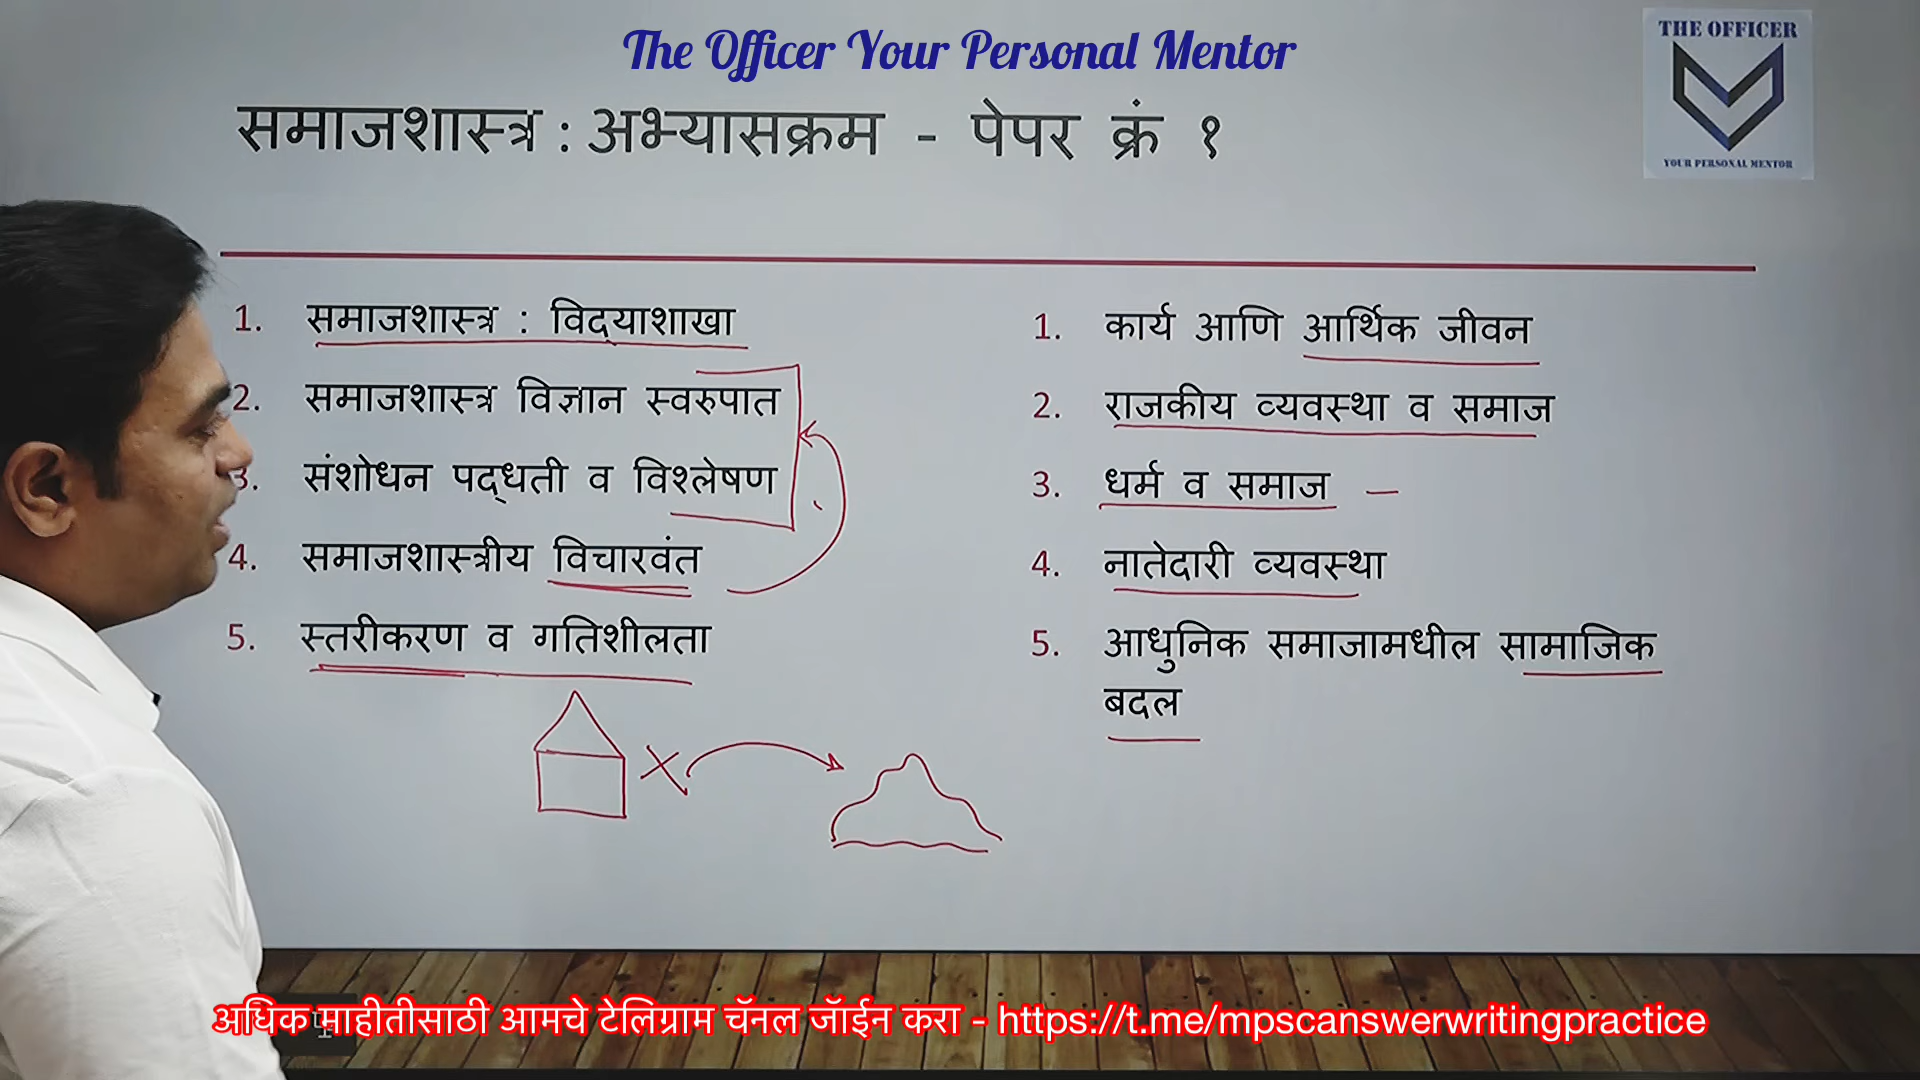 The Officer Your Personal Mentor
THE OFFICER
YOUR PERSONAL MENTOR
समाजशास्त्र : अभ्यासक्रम - पेपर क्रं १
1. समाजशास्त्र : विद्याशाखा
2. समाजशास्त्र विज्ञान स्वरुपात
3. संशोधन पद्धती व विश्लेषण
4. समाजशास्त्रीय विचारवंत
5. स्तरीकरण व गतिशीलता
1. कार्य आणि आर्थिक जीवन
2. राजकीय व्यवस्था व समाज
3. धर्म व समाज
4. नातेदारी व्यवस्था
5. आधुनिक समाजामधील सामाजिक
बदल
अधिक माहीतीसाठी आमचे टेलिग्राम चॅनल जॉईन करा - https://t.me/mpscanswerwritingpractice